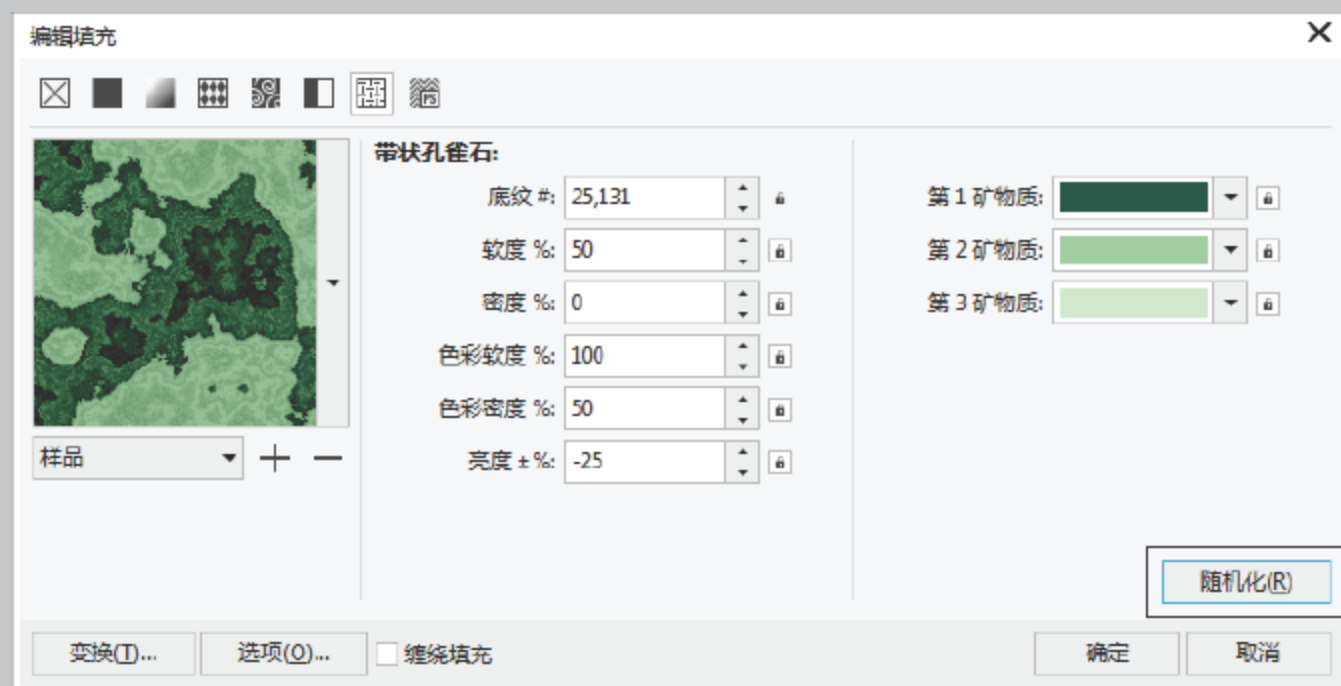 编辑填充
带状孔雀石:
底纹 #: 25,131
第 1 矿物质:
软度 %: 50
第 2 矿物质:
密度 %: 0
第 3 矿物质:
色彩软度 %: 100
色彩密度 %: 50
样品
亮度 ± %: -25
随机化(R)
变换(T)...
选项(O)...
缠绕填充
确定
取消